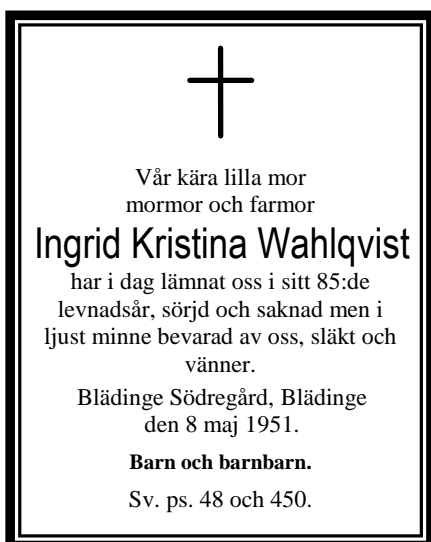 Vår kära lilla mor
mormor och farmor
Ingrid Kristina Wahlqvist
har i dag lämnat oss i sitt 85:de
levnadsår, sörjd och saknad men i
ljust minne bevarad av oss, släkt och
vänner.
Blädinge Södregård, Blädinge
den 8 maj 1951.
Barn och barnbarn.
Sv. ps. 48 och 450.